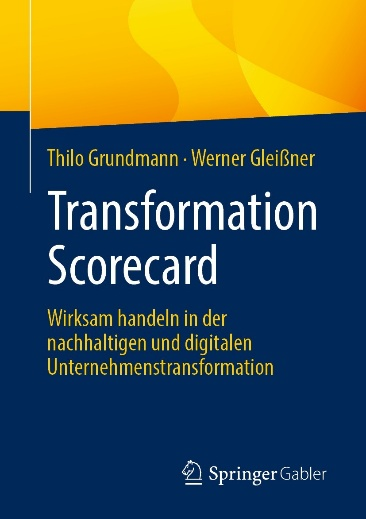 Thilo Grundmann · Werner Gleißner
Transformation
Scorecard
Wirksam handeln in der
nachhaltigen und digitalen
Unternehmenstransformation
Springer Gabler